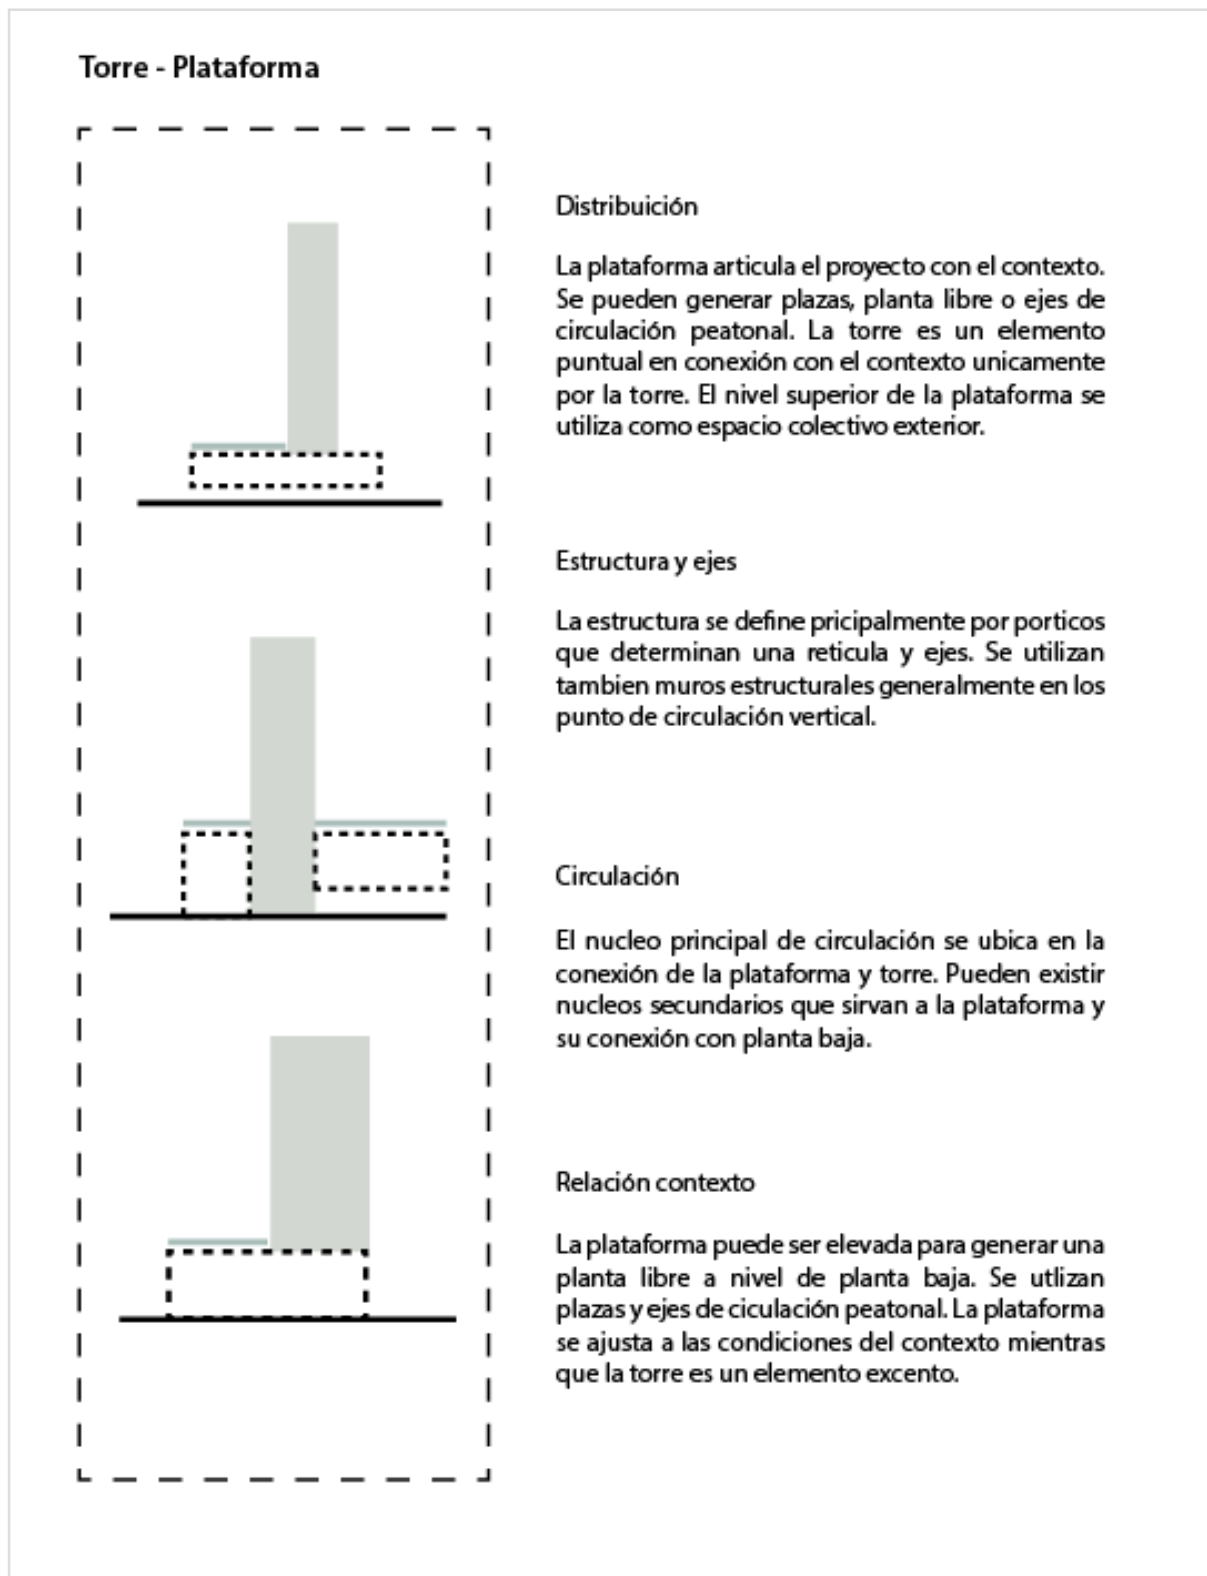 Torre - Plataforma
Distribuición
La plataforma articula el proyecto con el contexto.
Se pueden generar plazas, planta libre o ejes de
circulación peatonal. La torre es un elemento
puntual en conexión con el contexto unicamente
por la torre. El nivel superior de la plataforma se
utiliza como espacio colectivo exterior.
Estructura y ejes
La estructura se define pricipalmente por porticos
que determinan una reticula y ejes. Se utilizan
tambien muros estructurales generalmente en los
punto de circulación vertical.
Circulación
El nucleo principal de circulación se ubica en la
conexión de la plataforma y torre. Pueden existir
nucleos secundarios que sirvan a la plataforma y
su conexión con planta baja.
Relación contexto
La plataforma puede ser elevada para generar una
planta libre a nivel de planta baja. Se utlizan
plazas y ejes de ciculación peatonal. La plataforma
se ajusta a las condiciones del contexto mientras
que la torre es un elemento excento.